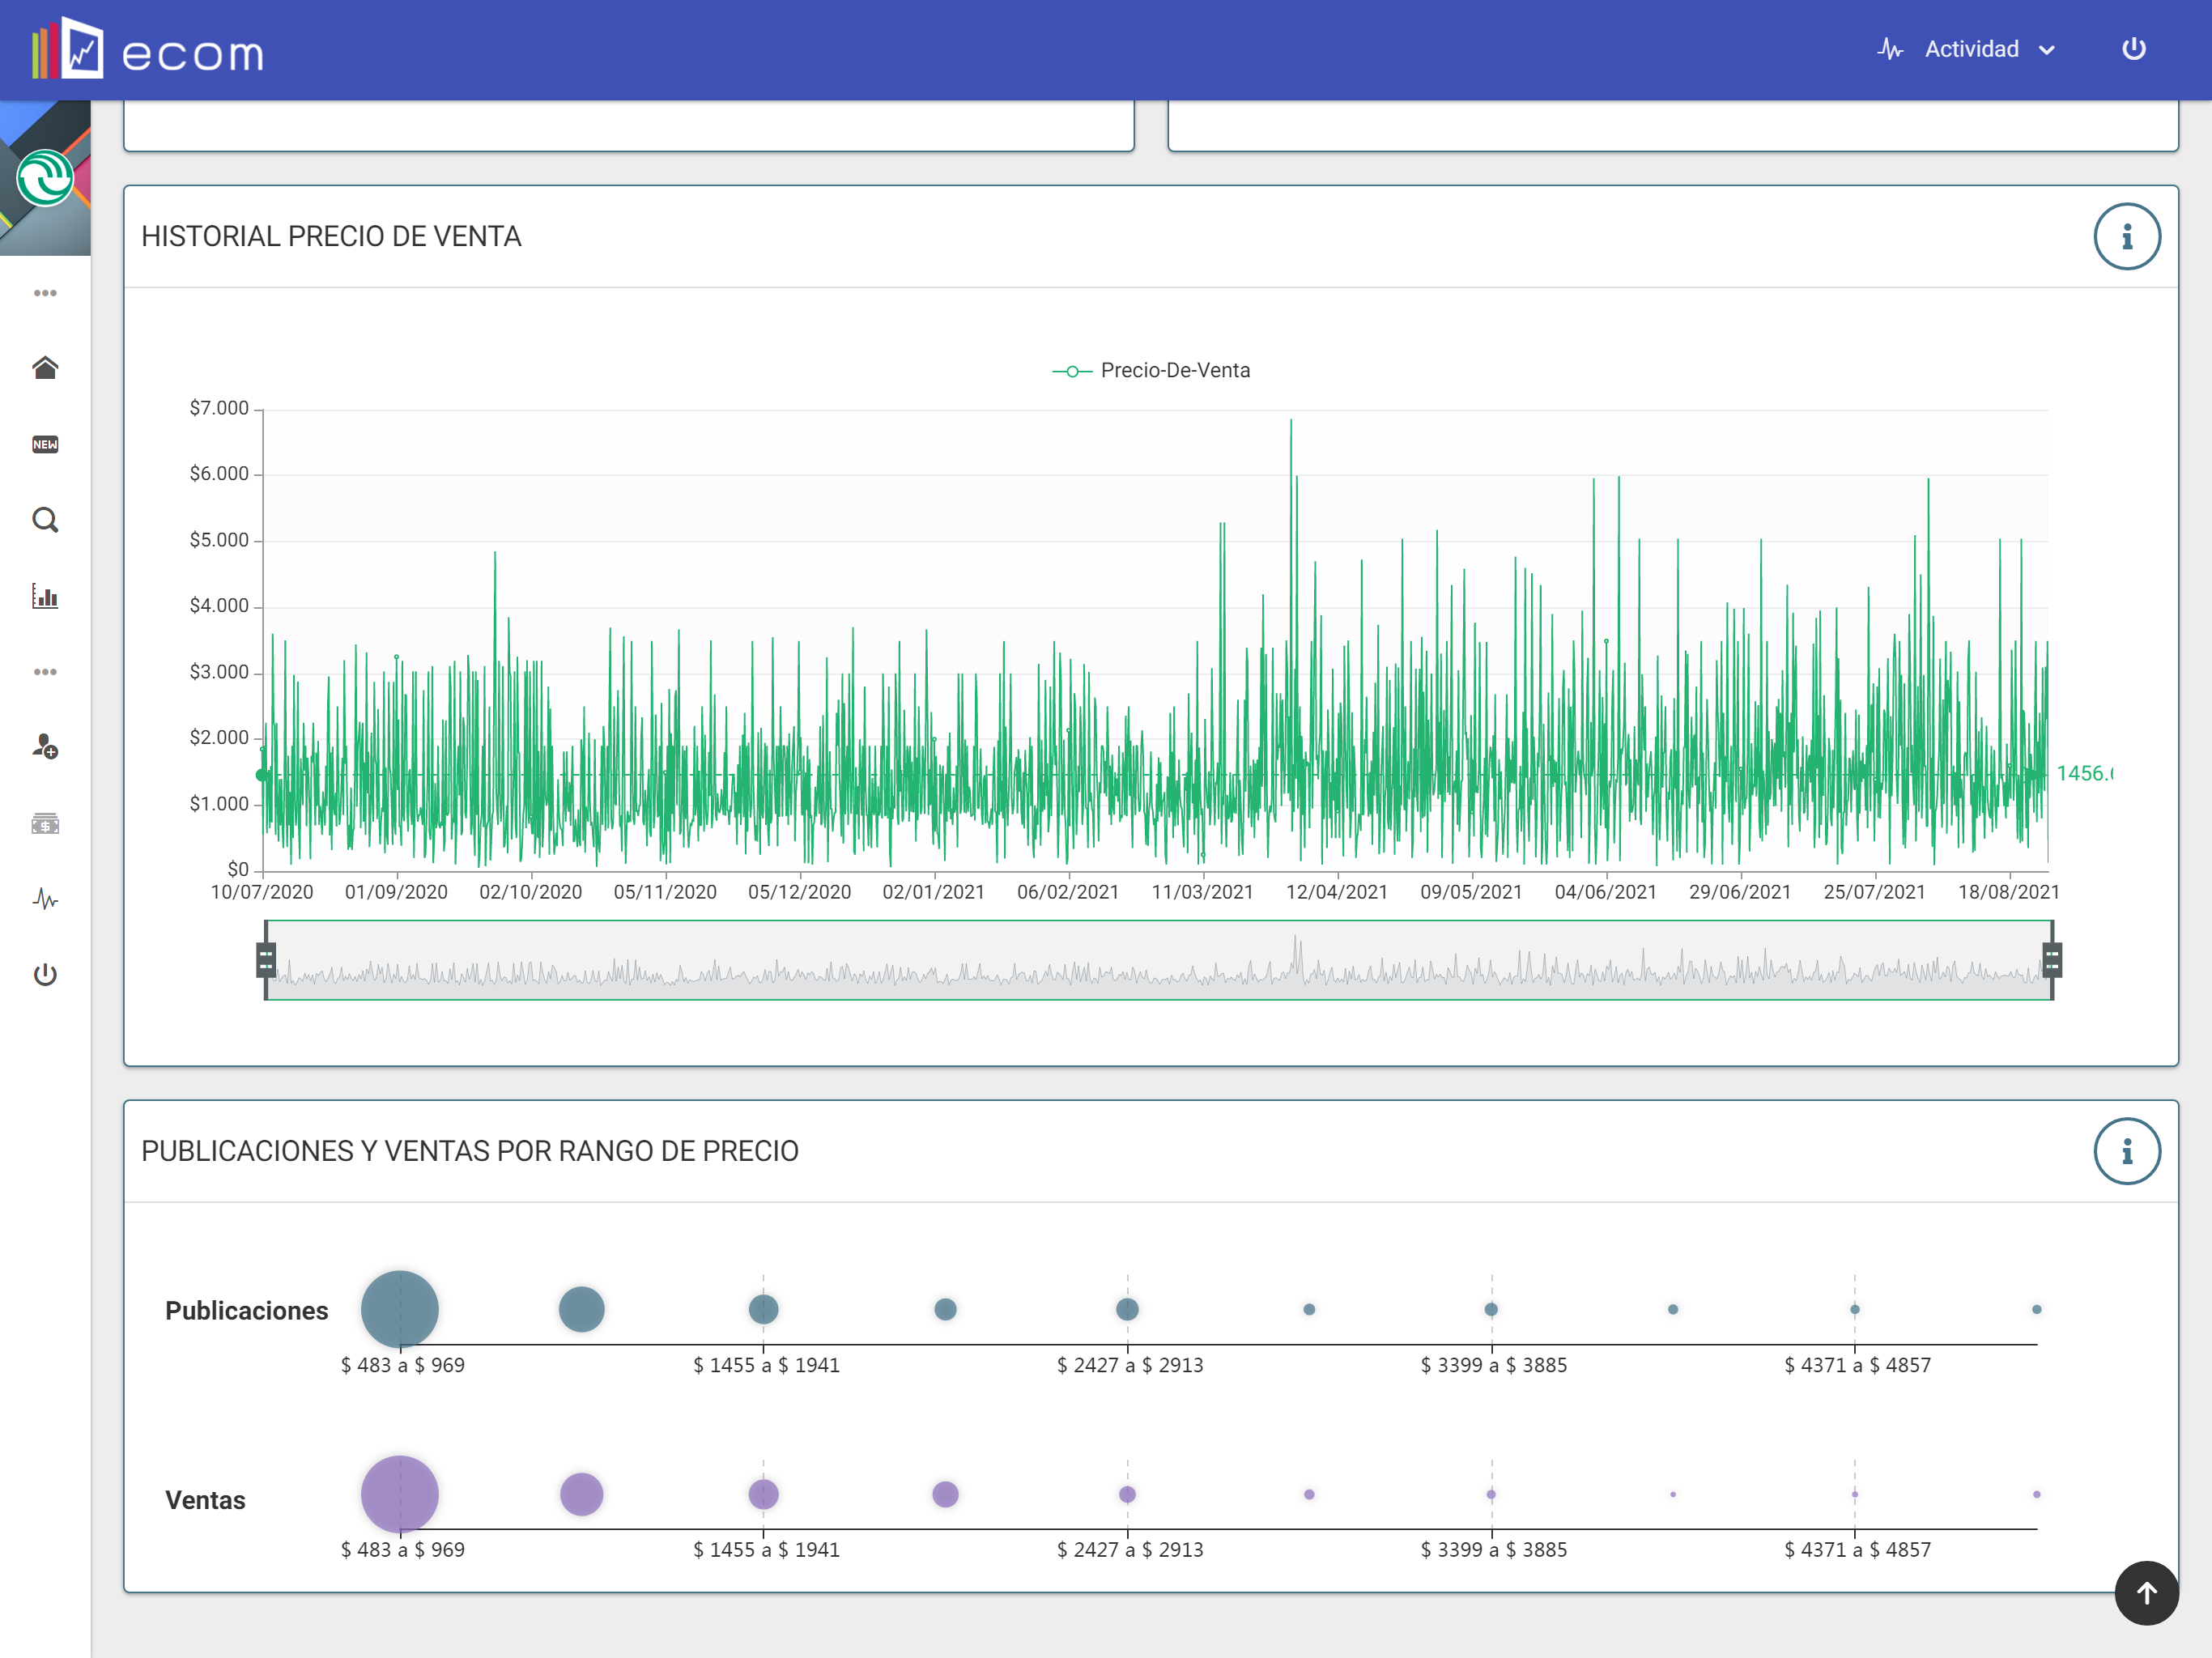 ecom
Actividad
HISTORIAL PRECIO DE VENTA
NEW
Precio-De-Venta
$7.000
$6.000
$5.000
$4.000
$3.000
$2.000
1456.
$1.000
$0
10/07/2020 01/09/2020 02/10/2020 05/11/2020 05/12/2020 02/01/2021 06/02/2021 11/03/2021 12/04/2021 09/05/2021 04/06/2021 29/06/2021 25/07/2021 18/08/2021
PUBLICACIONES Y VENTAS POR RANGO DE PRECIO
Publicaciones
$ 483 a $ 969 $ 1455 a $ 1941 $ 2427 a $ 2913 $ 3399 a $ 3885 $ 4371 a $ 4857
Ventas
$ 483 a $ 969 $ 1455 a $ 1941 $ 2427 a $ 2913 $ 3399 a $ 3885 $ 4371 a $ 4857